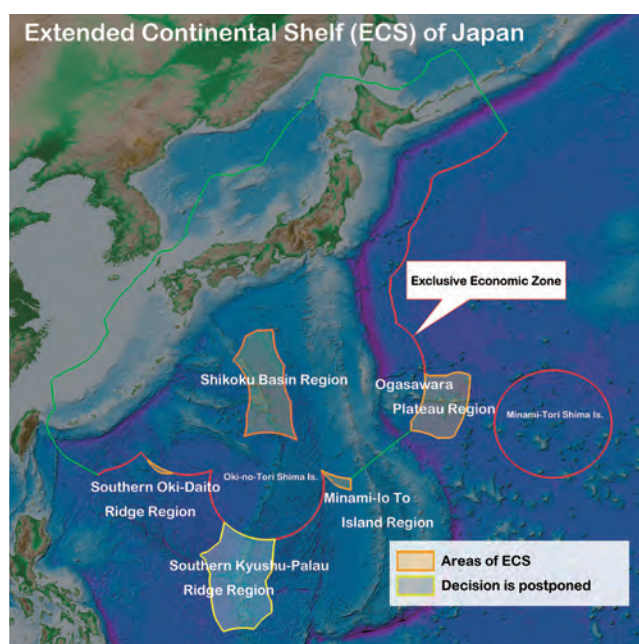 Extended Continental Shelf (ECS) of Japan
Exclusive Economic Zone
Shikoku Basin Region
Ogasawara
Plateau Region
Minami-Tori Shima Is.
Oki-no-Tori Shima Is.
Southern Oki-Daito
Ridge Region
Minami-Io To
Island Region
Southern Kyushu-Palau
Ridge Region
Areas of ECS
Decision is postponed